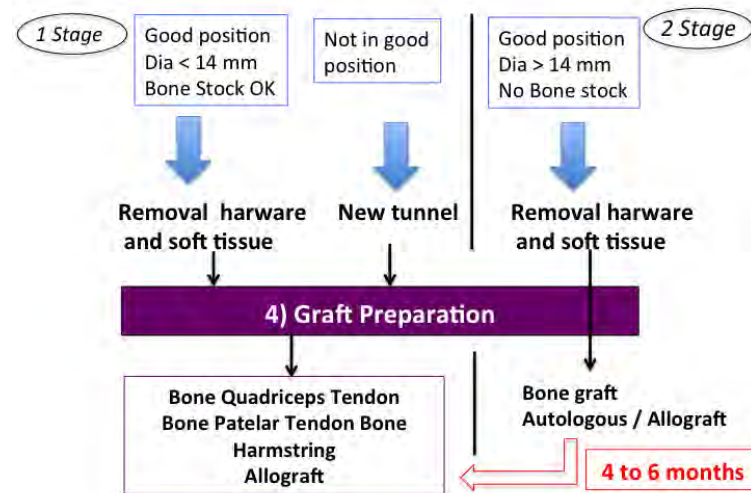 1 Stage
Good position
Dia < 14 mm
Bone Stock OK
Not in good
position
Good position
Dia > 14 mm
No Bone stock
2 Stage
Removal harware
and soft tissue
New tunnel
Removal harware
and soft tissue
4) Graft Preparation
Bone Quadriceps Tendon
Bone Patelar Tendon Bone
Harmstring
Allograft
Bone graft
Autologous / Allograft
4 to 6 months